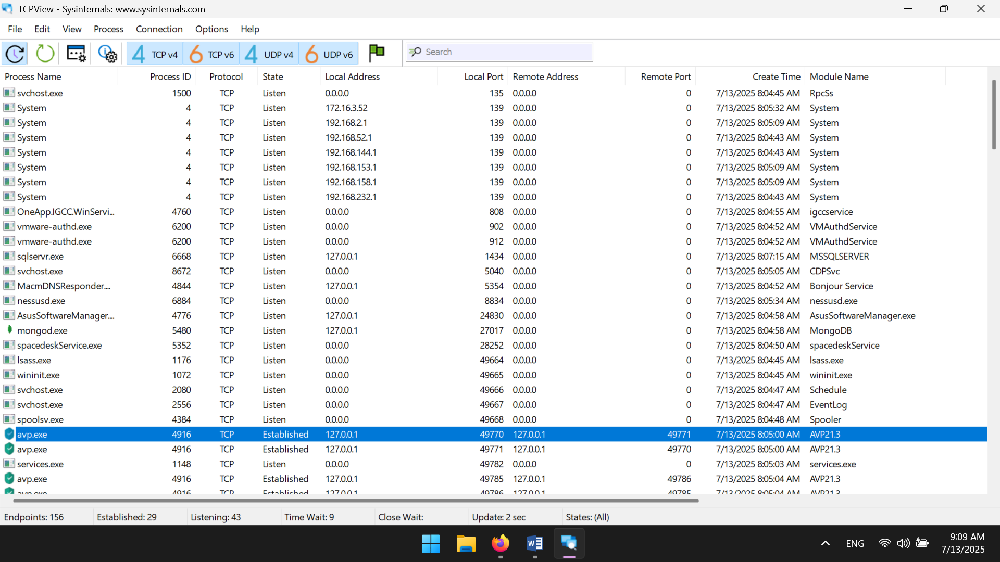 TCPView - Sysinternals: www.sysinternals.com
File Edit View Process Connection Options Help
4 TCP v4 6 TCP v6 4 UDP v4 6 UDP v6 Search
Process Name Process ID Protocol State Local Address Local Port Remote Address Remote Port Create Time Module Name
svchost.exe 1500 TCP Listen 0.0.0.0 135 0.0.0.0 0 7/13/2025 8:04:45 AM RpcSs
System 4 TCP Listen 172.16.3.52 139 0.0.0.0 0 7/13/2025 8:05:32 AM System
System 4 TCP Listen 192.168.2.1 139 0.0.0.0 0 7/13/2025 8:05:09 AM System
System 4 TCP Listen 192.168.52.1 139 0.0.0.0 0 7/13/2025 8:04:43 AM System
System 4 TCP Listen 192.168.144.1 139 0.0.0.0 0 7/13/2025 8:04:43 AM System
System 4 TCP Listen 192.168.153.1 139 0.0.0.0 0 7/13/2025 8:05:09 AM System
System 4 TCP Listen 192.168.158.1 139 0.0.0.0 0 7/13/2025 8:05:09 AM System
System 4 TCP Listen 192.168.232.1 139 0.0.0.0 0 7/13/2025 8:04:43 AM System
OneApp.IGCC.WinServi... 4760 TCP Listen 0.0.0.0 808 0.0.0.0 0 7/13/2025 8:04:55 AM igccservice
vmware-authd.exe 6200 TCP Listen 0.0.0.0 902 0.0.0.0 0 7/13/2025 8:04:52 AM VMAuthdService
vmware-authd.exe 6200 TCP Listen 0.0.0.0 912 0.0.0.0 0 7/13/2025 8:04:52 AM VMAuthdService
sqlservr.exe 6668 TCP Listen 127.0.0.1 1434 0.0.0.0 0 7/13/2025 8:07:15 AM MSSQLSERVER
svchost.exe 8672 TCP Listen 0.0.0.0 5040 0.0.0.0 0 7/13/2025 8:05:05 AM CDPSvc
MacmDNSResponder.... 4844 TCP Listen 127.0.0.1 5354 0.0.0.0 0 7/13/2025 8:04:52 AM Bonjour Service
nessusd.exe 6884 TCP Listen 0.0.0.0 8834 0.0.0.0 0 7/13/2025 8:05:34 AM nessusd.exe
AsusSoftwareManager.... 4776 TCP Listen 127.0.0.1 24830 0.0.0.0 0 7/13/2025 8:04:58 AM AsusSoftwareManager.exe
mongod.exe 5480 TCP Listen 127.0.0.1 27017 0.0.0.0 0 7/13/2025 8:04:58 AM MongoDB
spacedeskService.exe 5352 TCP Listen 0.0.0.0 28252 0.0.0.0 0 7/13/2025 8:04:50 AM spacedeskService
lsass.exe 1176 TCP Listen 0.0.0.0 49664 0.0.0.0 0 7/13/2025 8:04:45 AM lsass.exe
wininit.exe 1072 TCP Listen 0.0.0.0 49665 0.0.0.0 0 7/13/2025 8:04:45 AM wininit.exe
svchost.exe 2080 TCP Listen 0.0.0.0 49666 0.0.0.0 0 7/13/2025 8:04:47 AM Schedule
svchost.exe 2556 TCP Listen 0.0.0.0 49667 0.0.0.0 0 7/13/2025 8:04:47 AM EventLog
spoolsv.exe 4384 TCP Listen 0.0.0.0 49668 0.0.0.0 0 7/13/2025 8:04:48 AM Spooler
avp.exe 4916 TCP Established 127.0.0.1 49770 127.0.0.1 49771 7/13/2025 8:05:00 AM AVP21.3
avp.exe 4916 TCP Established 127.0.0.1 49771 127.0.0.1 49770 7/13/2025 8:05:00 AM AVP21.3
services.exe 1148 TCP Listen 0.0.0.0 49782 0.0.0.0 0 7/13/2025 8:05:03 AM services.exe
avp.exe 4916 TCP Established 127.0.0.1 49785 127.0.0.1 49786 7/13/2025 8:05:04 AM AVP21.3
avp.exe 4916 TCP Established 127.0.0.1 49786 127.0.0.1 49785 7/13/2025 8:05:04 AM AVP21.3
Endpoints: 156 Established: 29 Listening: 43 Time Wait: 9 Close Wait: Update: 2 sec States: (All)
ENG 9:09 AM
7/13/2025